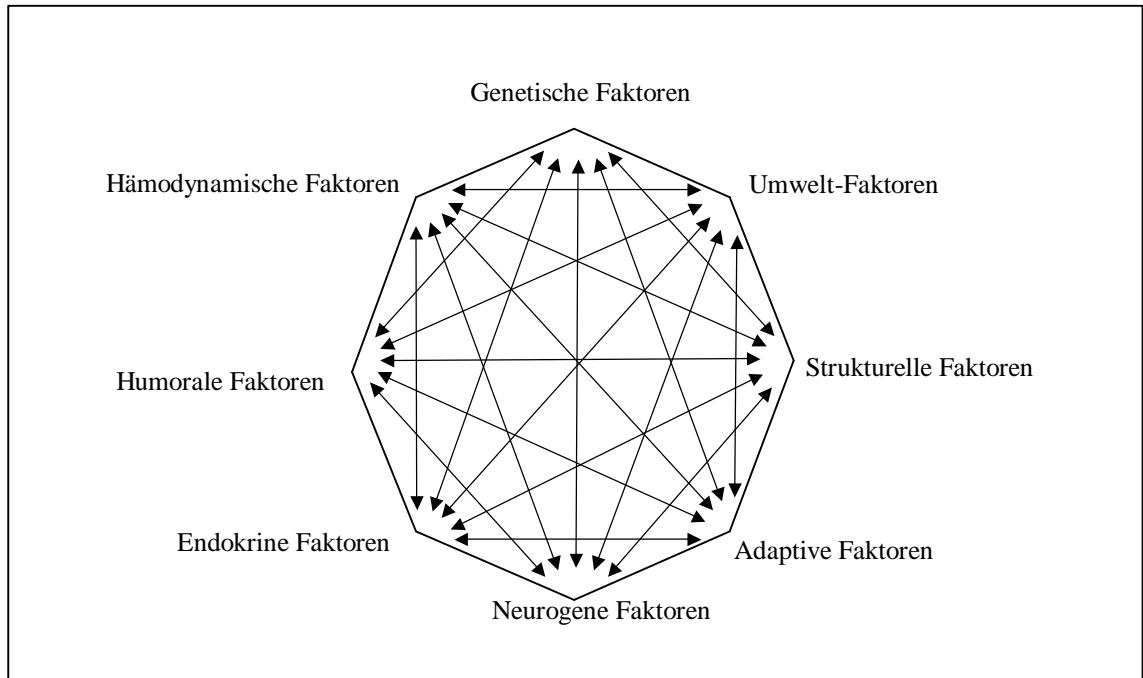 Genetische Faktoren
Hämodynamische Faktoren
Umwelt-Faktoren
Humorale Faktoren
Strukturelle Faktoren
Endokrine Faktoren
Adaptive Faktoren
Neurogene Faktoren